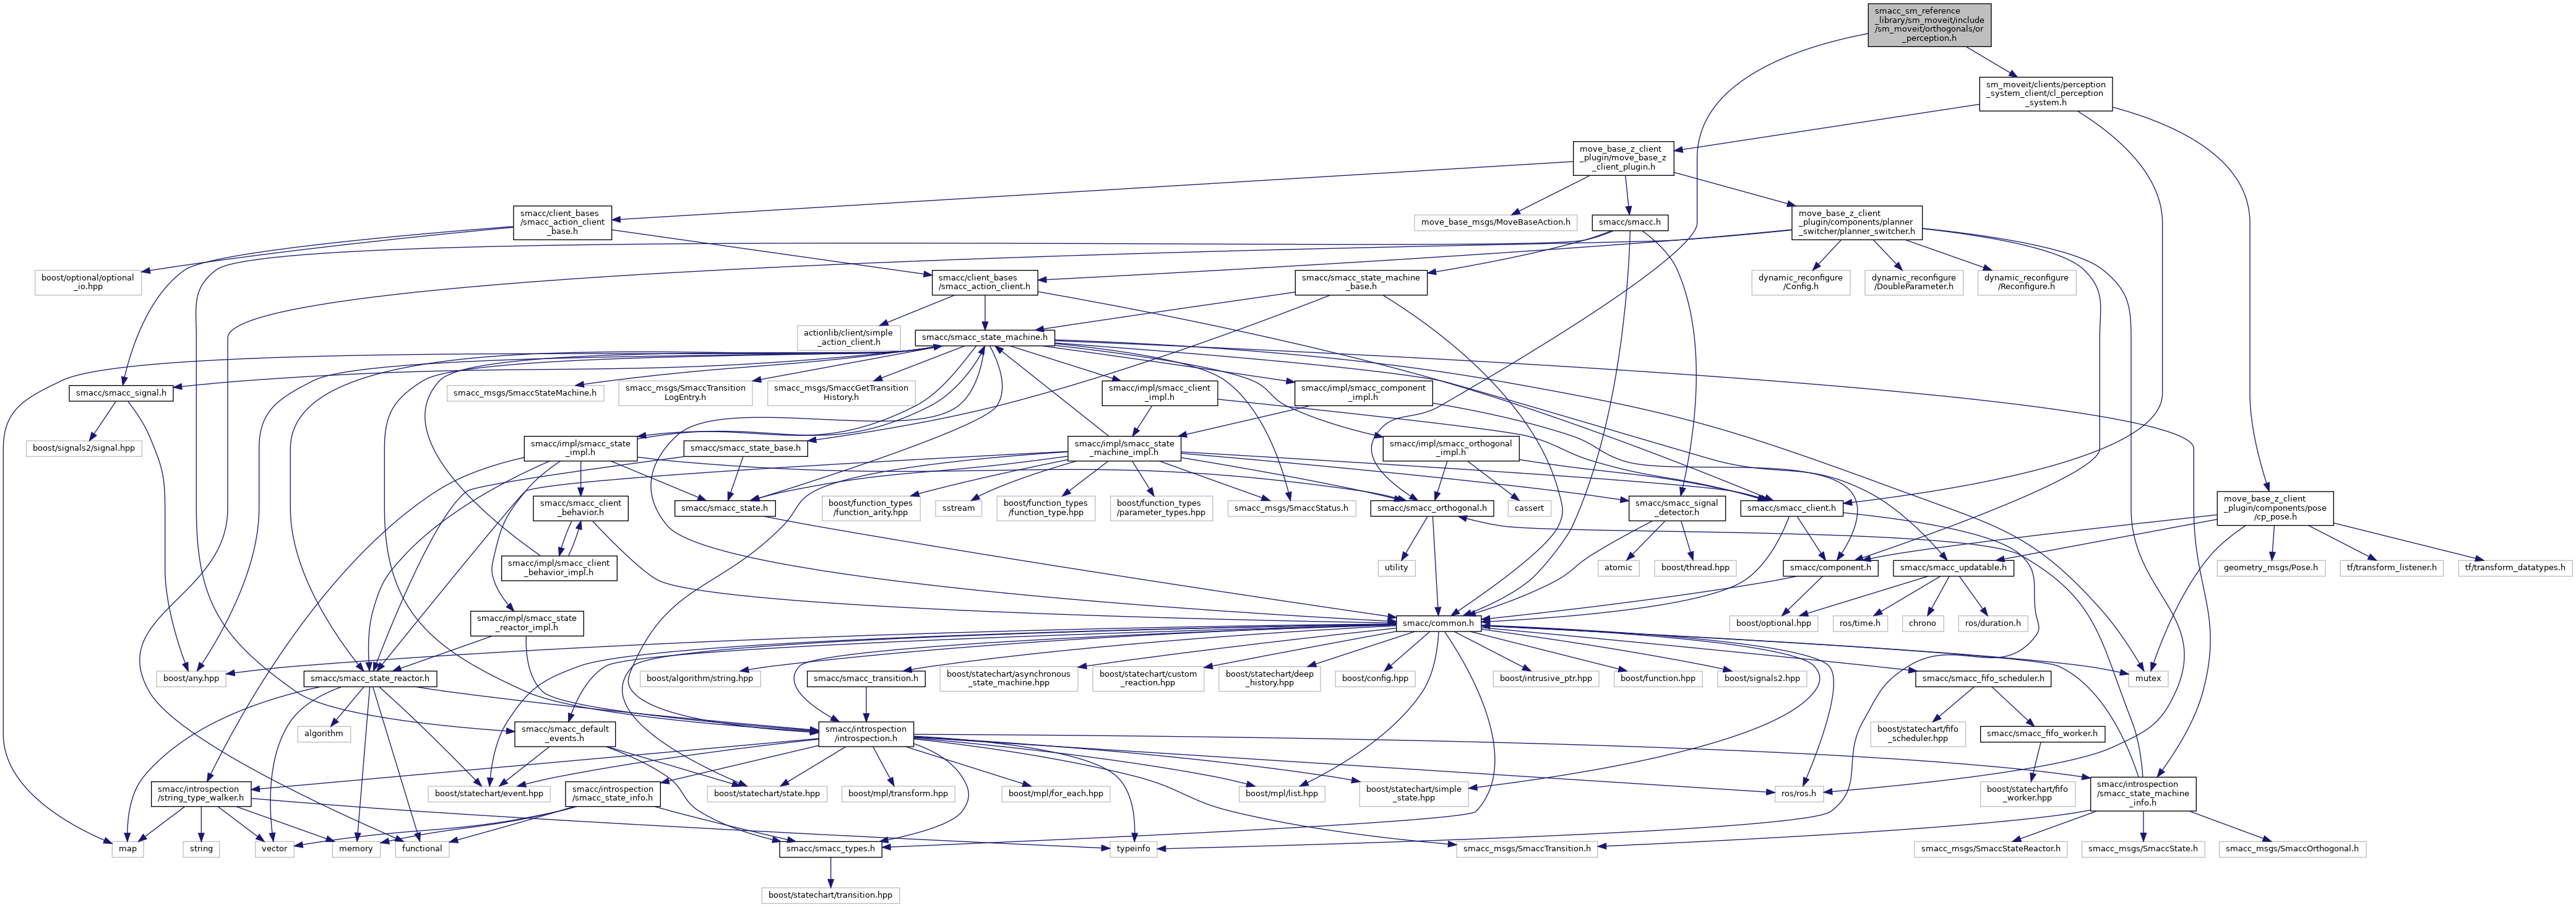 smacc_sm_reference
_library/sm_moveit/include
/sm_moveit/orthogonals/or
_perception.h
sm_moveit/clients/perception
_system_client/cl_perception
_system.h
move_base_z_client
_plugin/move_base_z
_client_plugin.h
smacc/client_bases
/smacc_action_client
_base.h
move_base_msgs/MoveBaseAction.h
smacc/smacc.h
move_base_z_client
_plugin/components/planner
_switcher/planner_switcher.h
boost/optional/optional
_io.hpp
smacc/client_bases
/smacc_action_client.h
smacc/smacc_state_machine
_base.h
dynamic_reconfigure
/Config.h
dynamic_reconfigure
/DoubleParameter.h
dynamic_reconfigure
/Reconfigure.h
actionlib/client/simple
_action_client.h
smacc/smacc_state_machine.h
smacc/smacc_signal.h
smacc_msgs/SmaccStateMachine.h
smacc_msgs/SmaccTransition
LogEntry.h
smacc_msgs/SmaccGetTransition
History.h
smacc/impl/smacc_client
_impl.h
smacc/impl/smacc_component
_impl.h
boost/signals2/signal.hpp
smacc/impl/smacc_state
_impl.h
smacc/smacc_state_base.h
smacc/impl/smacc_state
_machine_impl.h
smacc/impl/smacc_orthogonal
_impl.h
smacc/smacc_client
_behavior.h
smacc/smacc_state.h
boost/function_types
/function_arity.hpp
sstream
boost/function_types
/function_type.hpp
boost/function_types
/parameter_types.hpp
smacc_msgs/SmaccStatus.h
smacc/smacc_orthogonal.h
cassert
smacc/smacc_signal
_detector.h
smacc/smacc_client.h
move_base_z_client
_plugin/components/pose
/cp_pose.h
smacc/impl/smacc_client
_behavior_impl.h
utility
atomic
boost/thread.hpp
smacc/component.h
smacc/smacc_updatable.h
geometry_msgs/Pose.h
tf/transform_listener.h
tf/transform_datatypes.h
smacc/impl/smacc_state
_reactor_impl.h
smacc/common.h
boost/optional.hpp
ros/time.h
chrono
ros/duration.h
boost/any.hpp
smacc/smacc_state_reactor.h
boost/algorithm/string.hpp
smacc/smacc_transition.h
boost/statechart/asynchronous
_state_machine.hpp
boost/statechart/custom
_reaction.hpp
boost/statechart/deep
_history.hpp
boost/config.hpp
boost/intrusive_ptr.hpp
boost/function.hpp
boost/signals2.hpp
smacc/smacc_fifo_scheduler.h
mutex
algorithm
smacc/smacc_default
_events.h
smacc/introspection
/introspection.h
boost/statechart/fifo
_scheduler.hpp
smacc/smacc_fifo_worker.h
smacc/introspection
/string_type_walker.h
boost/statechart/event.hpp
smacc/introspection
/smacc_state_info.h
boost/statechart/state.hpp
boost/mpl/transform.hpp
boost/mpl/for_each.hpp
boost/mpl/list.hpp
boost/statechart/simple
_state.hpp
ros/ros.h
boost/statechart/fifo
_worker.hpp
smacc/introspection
/smacc_state_machine
_info.h
map
string
vector
memory
functional
smacc/smacc_types.h
typeinfo
smacc_msgs/SmaccTransition.h
smacc_msgs/SmaccStateReactor.h
smacc_msgs/SmaccState.h
smacc_msgs/SmaccOrthogonal.h
boost/statechart/transition.hpp